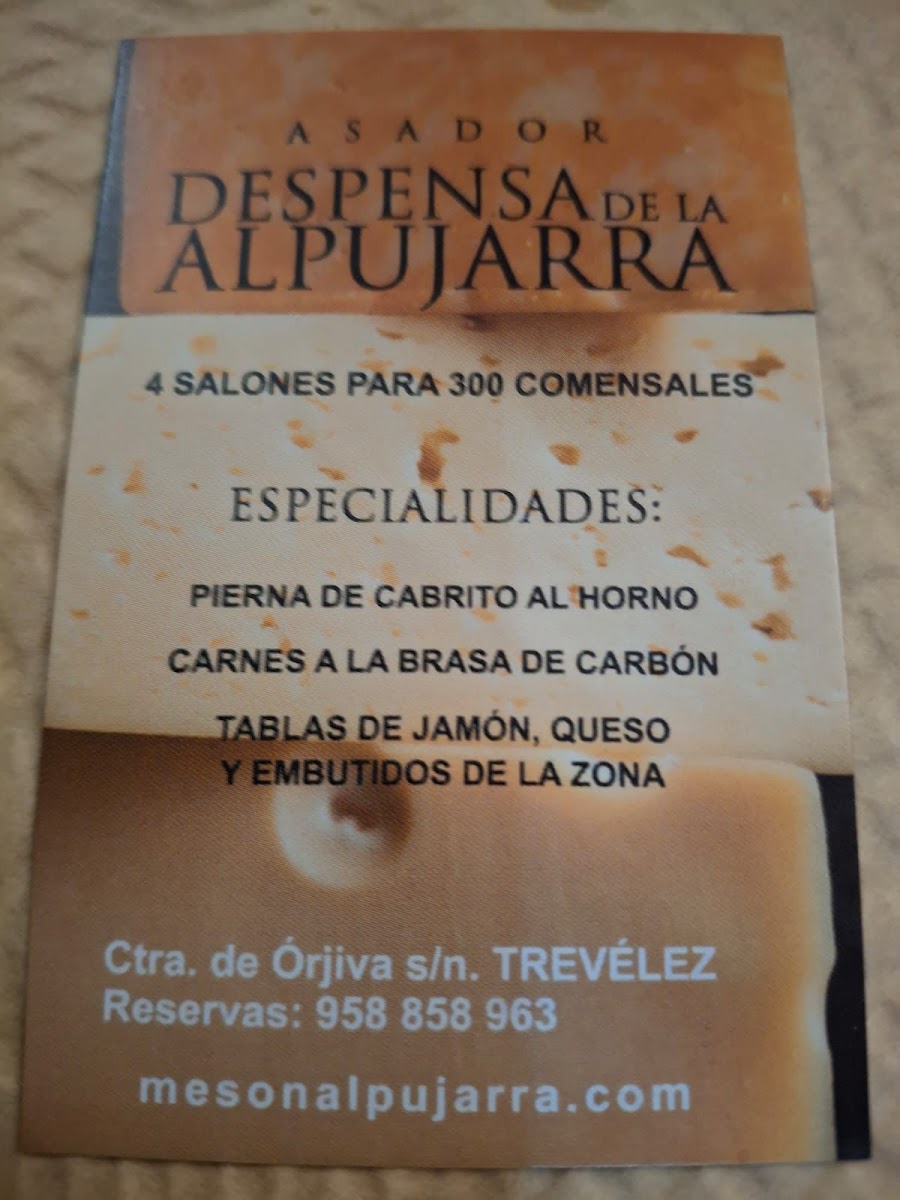 ASADOR
DESPENSA DE LA
ALPUJARRA
4 SALONES PARA 300 COMENSALES
ESPECIALIDADES:
PIERNA DE CABRITO AL HORNO
CARNES A LA BRASA DE CARBÓN
TABLAS DE JAMÓN, QUESO
Y EMBUTIDOS DE LA ZONA
Ctra. de Órjiva s/n. TREVÉLEZ
Reservas: 958 858 963
mesonalpujarra.com